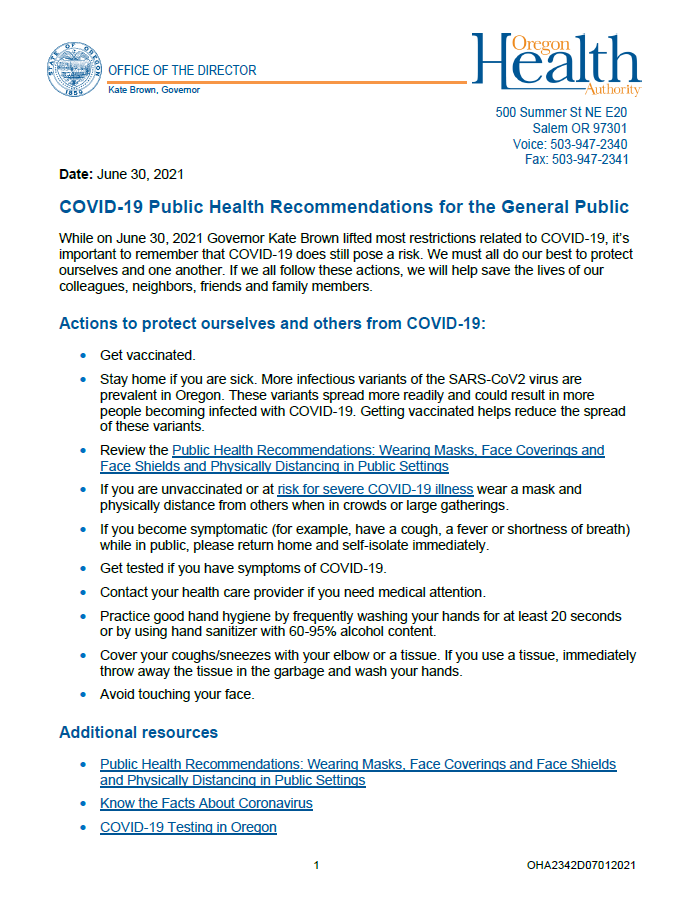 STATE OF OREGON
1859
OFFICE OF THE DIRECTOR
Kate Brown, Governor
Oregon
Health
Authority
500 Summer St NE E20
Salem OR 97301
Voice: 503-947-2340
Fax: 503-947-2341
Date: June 30, 2021
COVID-19 Public Health Recommendations for the General Public
While on June 30, 2021 Governor Kate Brown lifted most restrictions related to COVID-19, it's
important to remember that COVID-19 does still pose a risk. We must all do our best to protect
ourselves and one another. If we all follow these actions, we will help save the lives of our
colleagues, neighbors, friends and family members.
Actions to protect ourselves and others from COVID-19:
• Get vaccinated.
• Stay home if you are sick. More infectious variants of the SARS-CoV2 virus are
prevalent in Oregon. These variants spread more readily and could result in more
people becoming infected with COVID-19. Getting vaccinated helps reduce the spread
of these variants.
• Review the Public Health Recommendations: Wearing Masks, Face Coverings and
Face Shields and Physically Distancing in Public Settings
• If you are unvaccinated or at risk for severe COVID-19 illness wear a mask and
physically distance from others when in crowds or large gatherings.
• If you become symptomatic (for example, have a cough, a fever or shortness of breath)
while in public, please return home and self-isolate immediately.
• Get tested if you have symptoms of COVID-19.
• Contact your health care provider if you need medical attention.
• Practice good hand hygiene by frequently washing your hands for at least 20 seconds
or by using hand sanitizer with 60-95% alcohol content.
• Cover your coughs/sneezes with your elbow or a tissue. If you use a tissue, immediately
throw away the tissue in the garbage and wash your hands.
• Avoid touching your face.
Additional resources
• Public Health Recommendations: Wearing Masks, Face Coverings and Face Shields
and Physically Distancing in Public Settings
• Know the Facts About Coronavirus
• COVID-19 Testing in Oregon
1
OHA2342D07012021